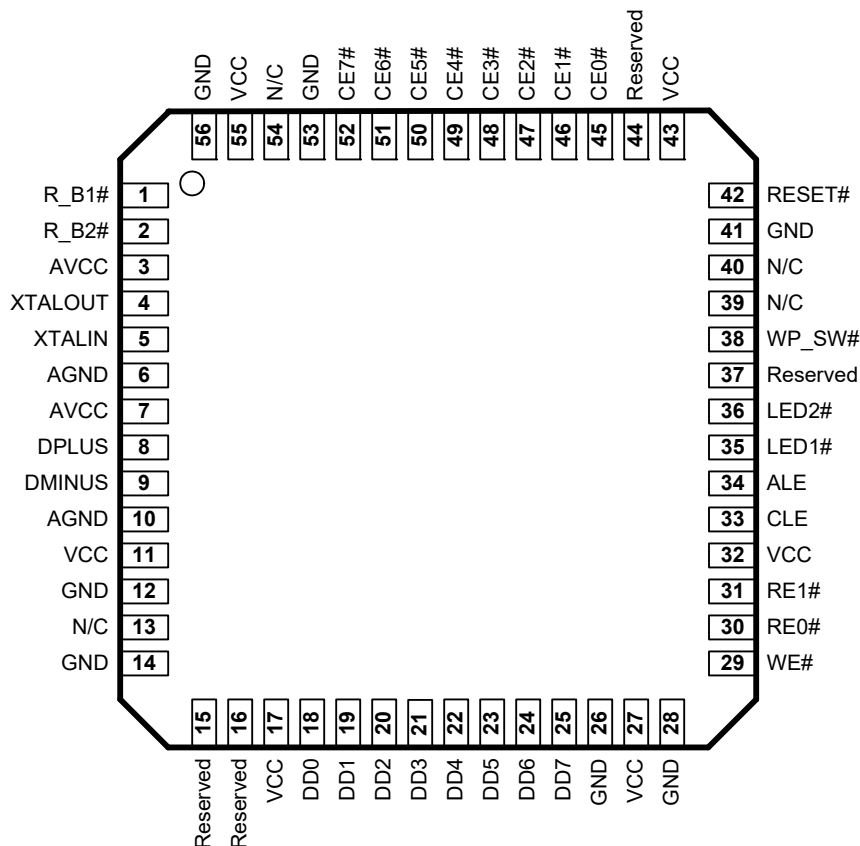 GND VCC N/C GND CE7# CE6# CE5# CE4# CE3# CE2# CE1# CE0# Reserved VCC
56 55 54 53 52 51 50 49 48 47 46 45 44 43
R_B1# 1 42 RESET#
R_B2# 2 41 GND
AVCC 3 40 N/C
XTALOUT 4 39 N/C
XTALIN 5 38 WP_SW#
AGND 6 37 Reserved
AVCC 7 36 LED2#
DPLUS 8 35 LED1#
DMINUS 9 34 ALE
AGND 10 33 CLE
VCC 11 32 VCC
GND 12 31 RE1#
N/C 13 30 RE0#
GND 14 29 WE#
15 16 17 18 19 20 21 22 23 24 25 26 27 28
Reserved Reserved VCC DD0 DD1 DD2 DD3 DD4 DD5 DD6 DD7 GND VCC GND